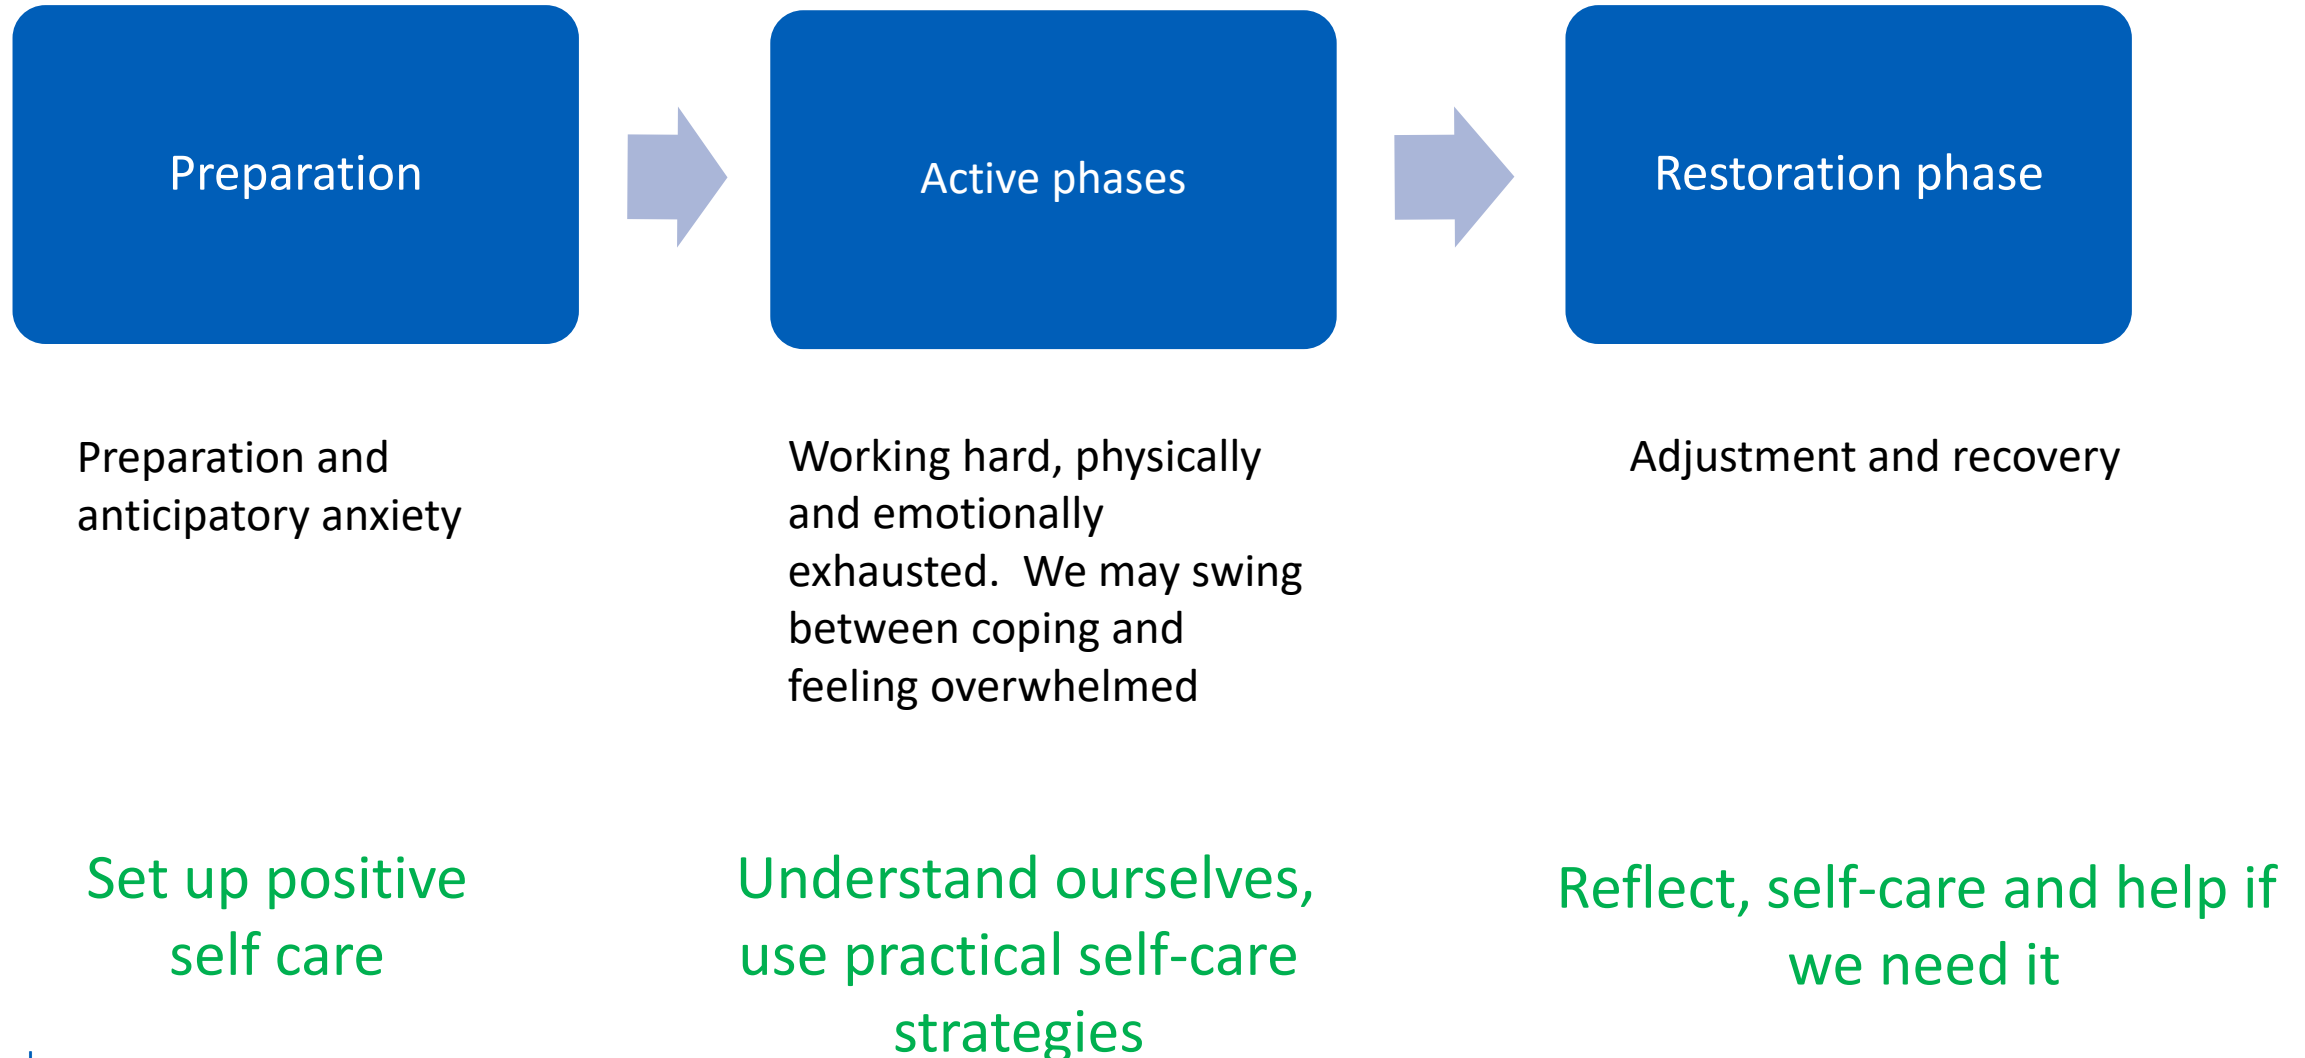 Preparation
Active phases
Restoration phase
Preparation and
anticipatory anxiety
Working hard, physically
and emotionally
exhausted.  We may swing
between coping and
feeling overwhelmed
Adjustment and recovery
Set up positive
self care
Understand ourselves,
use practical self-care
strategies
Reflect, self-care and help if
we need it